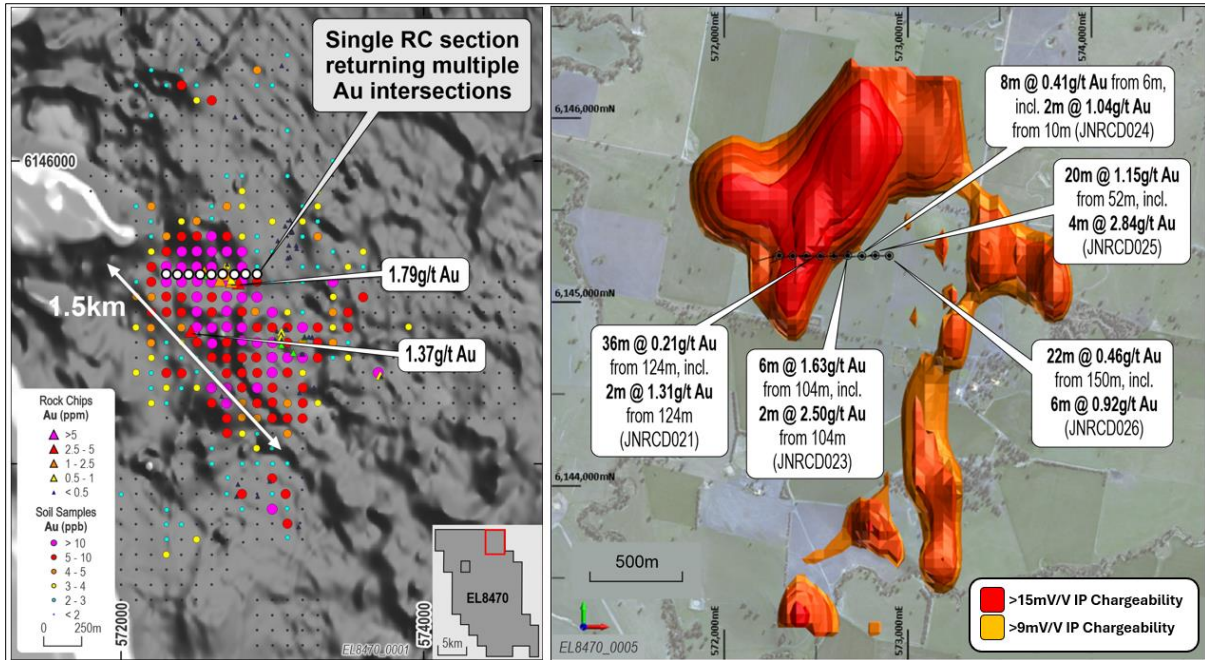 Single RC section
returning multiple
Au intersections
6146000
1.79g/t Au
1.5km
1.37g/t Au
Rock Chips
Au (ppm)
>5
2.5 - 5
1 - 2.5
0.5 - 1
< 0.5
Soil Samples
Au (ppb)
> 10
5 - 10
4 - 5
3 - 4
2 - 3
< 2
0 250m
572000
574000
EL8470
5km
EL8470_0001
572,000mE
573,000mE
574,000mE
6,146,000mN
6,145,000mN
6,144,000mN
8m @ 0.41g/t Au from 6m,
incl. 2m @ 1.04g/t Au
from 10m (JNRCD024)
20m @ 1.15g/t Au
from 52m, incl.
4m @ 2.84g/t Au
(JNRCD025)
36m @ 0.21g/t Au
from 124m, incl.
2m @ 1.31g/t Au
from 124m
(JNRCD021)
6m @ 1.63g/t Au
from 104m, incl.
2m @ 2.50g/t Au
from 104m
(JNRCD023)
22m @ 0.46g/t Au
from 150m, incl.
6m @ 0.92g/t Au
(JNRCD026)
500m
572,000mE
573,000mE
>15mV/V IP Chargeability
>9mV/V IP Chargeability
EL8470_0005